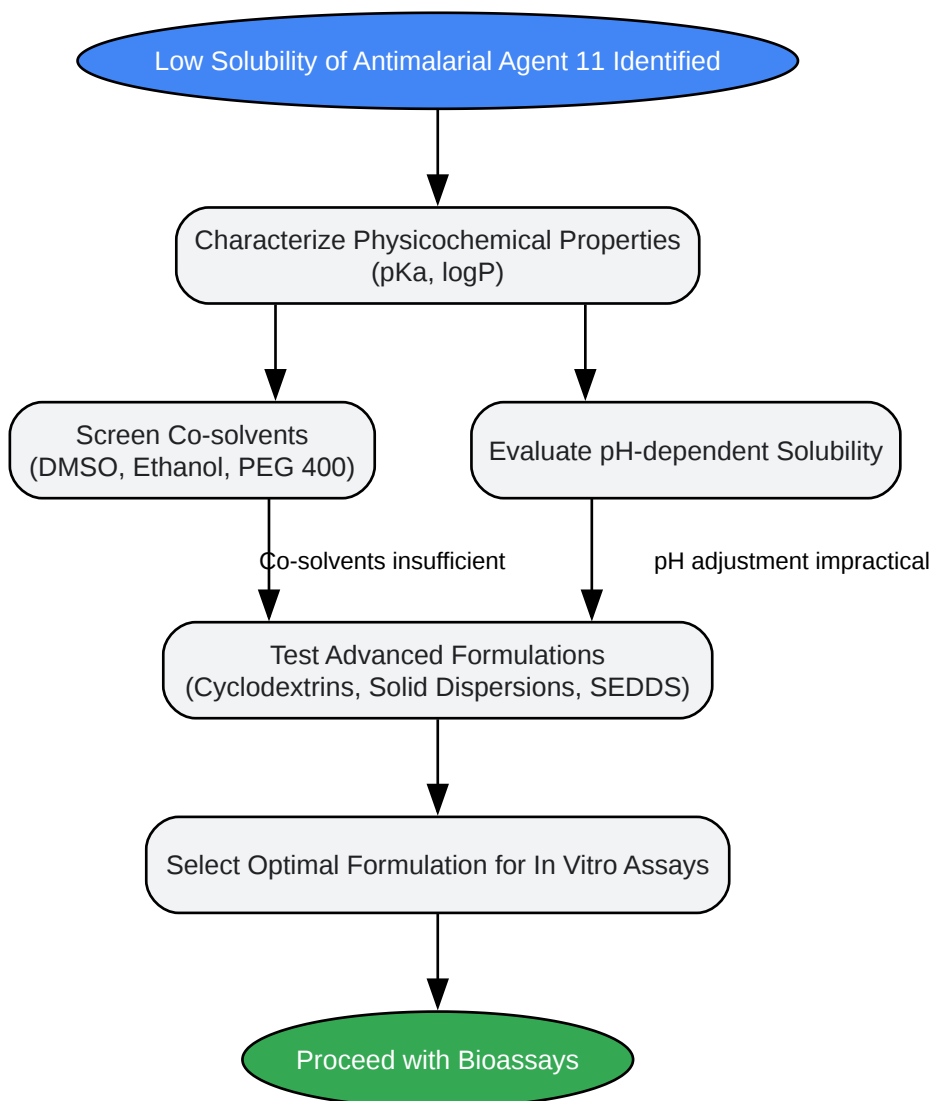 Low Solubility of Antimalarial Agent 11 Identified
Characterize Physicochemical Properties
(pKa, logP)
Screen Co-solvents
(DMSO, Ethanol, PEG 400)
Evaluate pH-dependent Solubility
Co-solvents insufficient
pH adjustment impractical
Test Advanced Formulations
(Cyclodextrins, Solid Dispersions, SEDDS)
Select Optimal Formulation for In Vitro Assays
Proceed with Bioassays